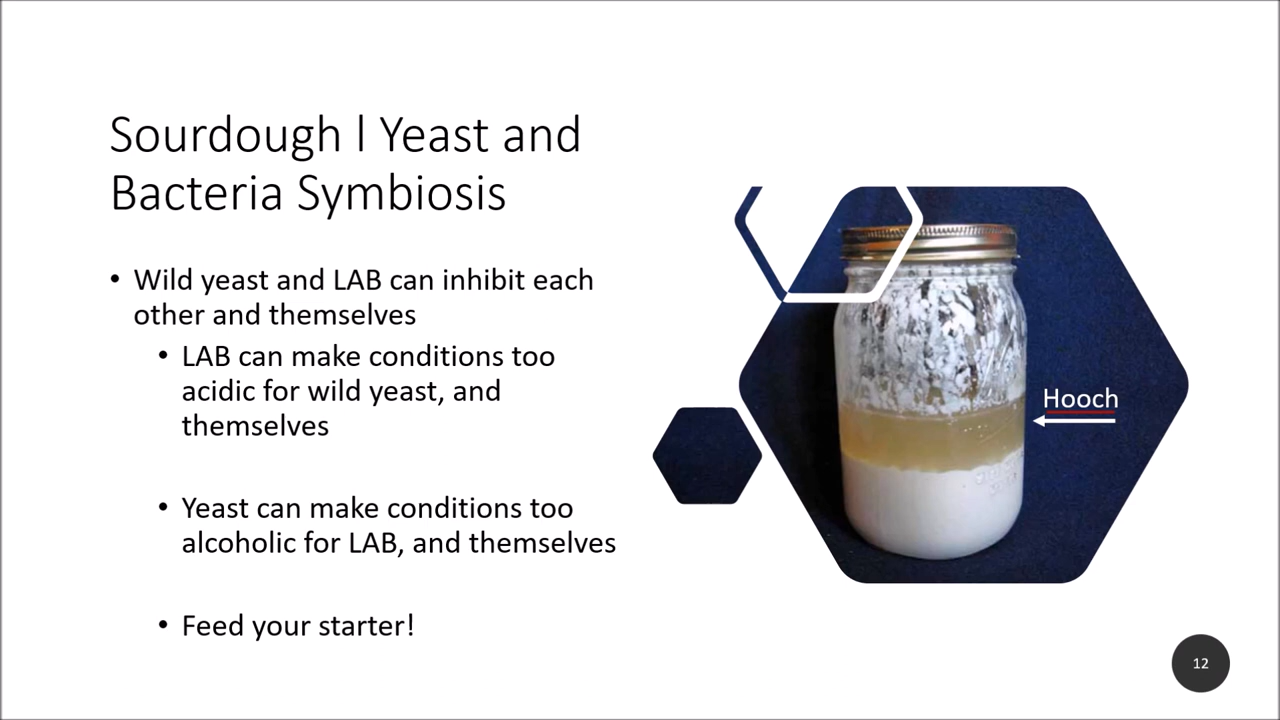 Sourdough l Yeast and
Bacteria Symbiosis
• Wild yeast and LAB can inhibit each
other and themselves
• LAB can make conditions too
acidic for wild yeast, and
themselves
• Yeast can make conditions too
alcoholic for LAB, and themselves
• Feed your starter!
Hooch
12